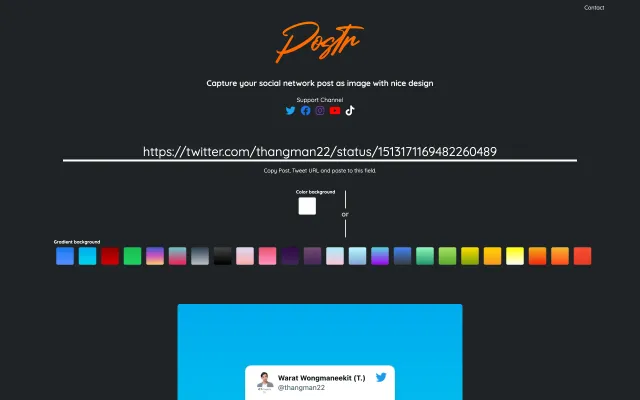 Contact
Postr
Capture your social network post as image with nice design
Support Channel
https://twitter.com/thangman22/status/1513171169482260489
Copy Post, Tweet URL and paste to this field.
Color background
or
Gradient background
Warat Wongmaneekit (T.)
@thangman22